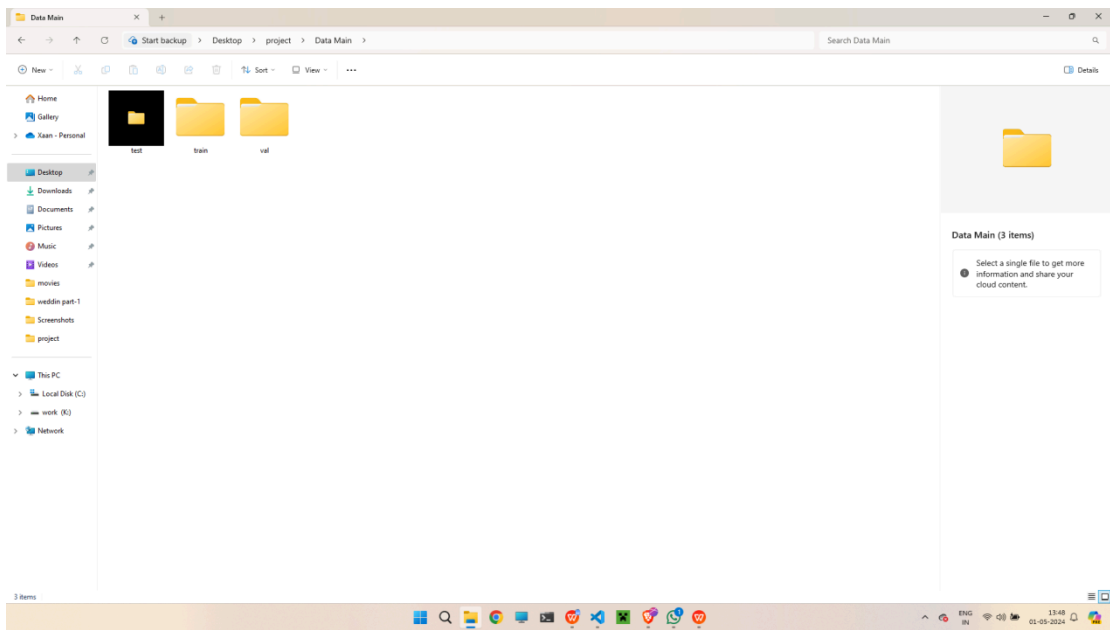 Data Main
Start backup > Desktop > project > Data Main >
Search Data Main
New
Sort
View
Details
Home
Gallery
Xaan - Personal
Desktop
Downloads
Documents
Pictures
Music
Videos
movies
weddin part-1
Screenshots
project
This PC
Local Disk (C:)
work (K:)
Network
test
train
val
Data Main (3 items)
Select a single file to get more
information and share your
cloud content.
3 items
ENG
IN
13:48
01-05-2024